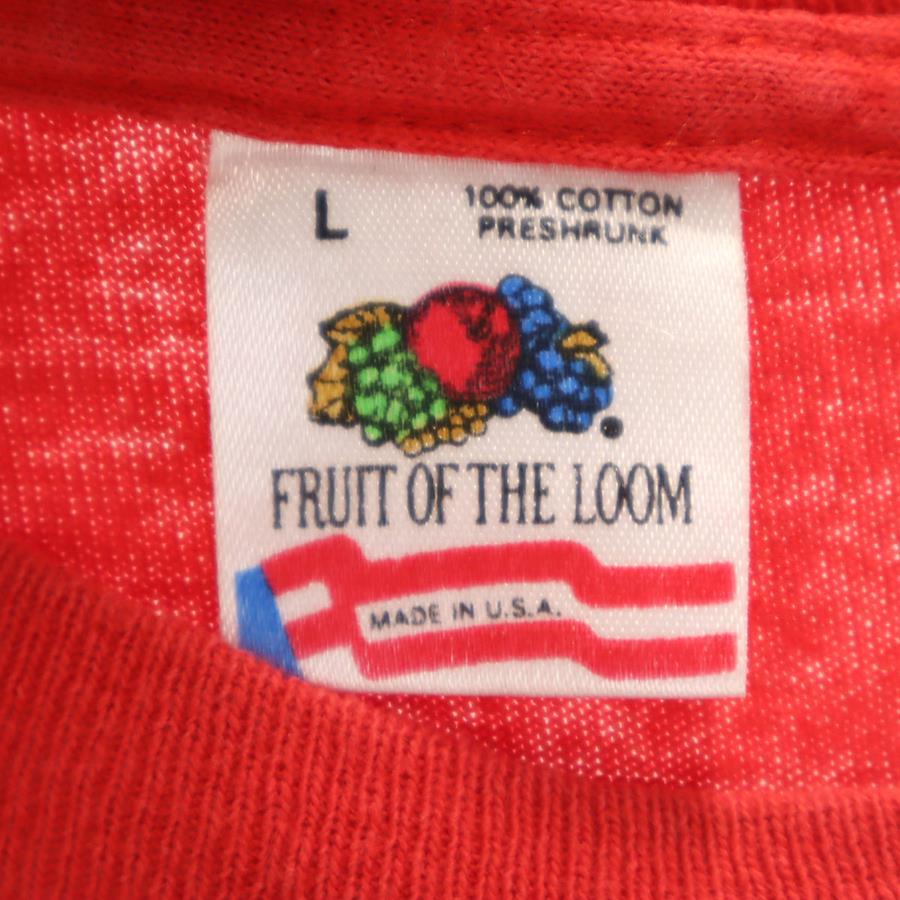 L
100% COTTON
PRESHRUNK
FRUIT OF THE LOOM
MADE IN U.S.A.